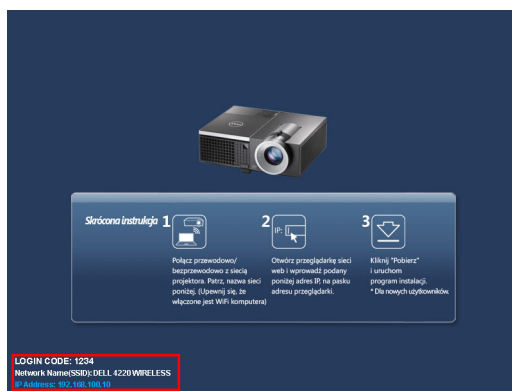 Skrócona instrukcja 1 2 3
IP:
Połącz przewodowo/
bezprzewodowo z siecią
projektora. Patrz, nazwa sieci
poniżej. (Upewnij się, że
włączone jest WiFi komputera)
Otwórz przeglądarkę sieci
web i wprowadź podany
poniżej adres IP, na pasku
adresu przeglądarki.
Kliknij "Pobierz"
i uruchom
program instalacji.
* Dla nowych użytkowników.
LOGIN CODE: 1234
Network Name(SSID): DELL 4220 WIRELESS
IP Address: 192.168.100.10